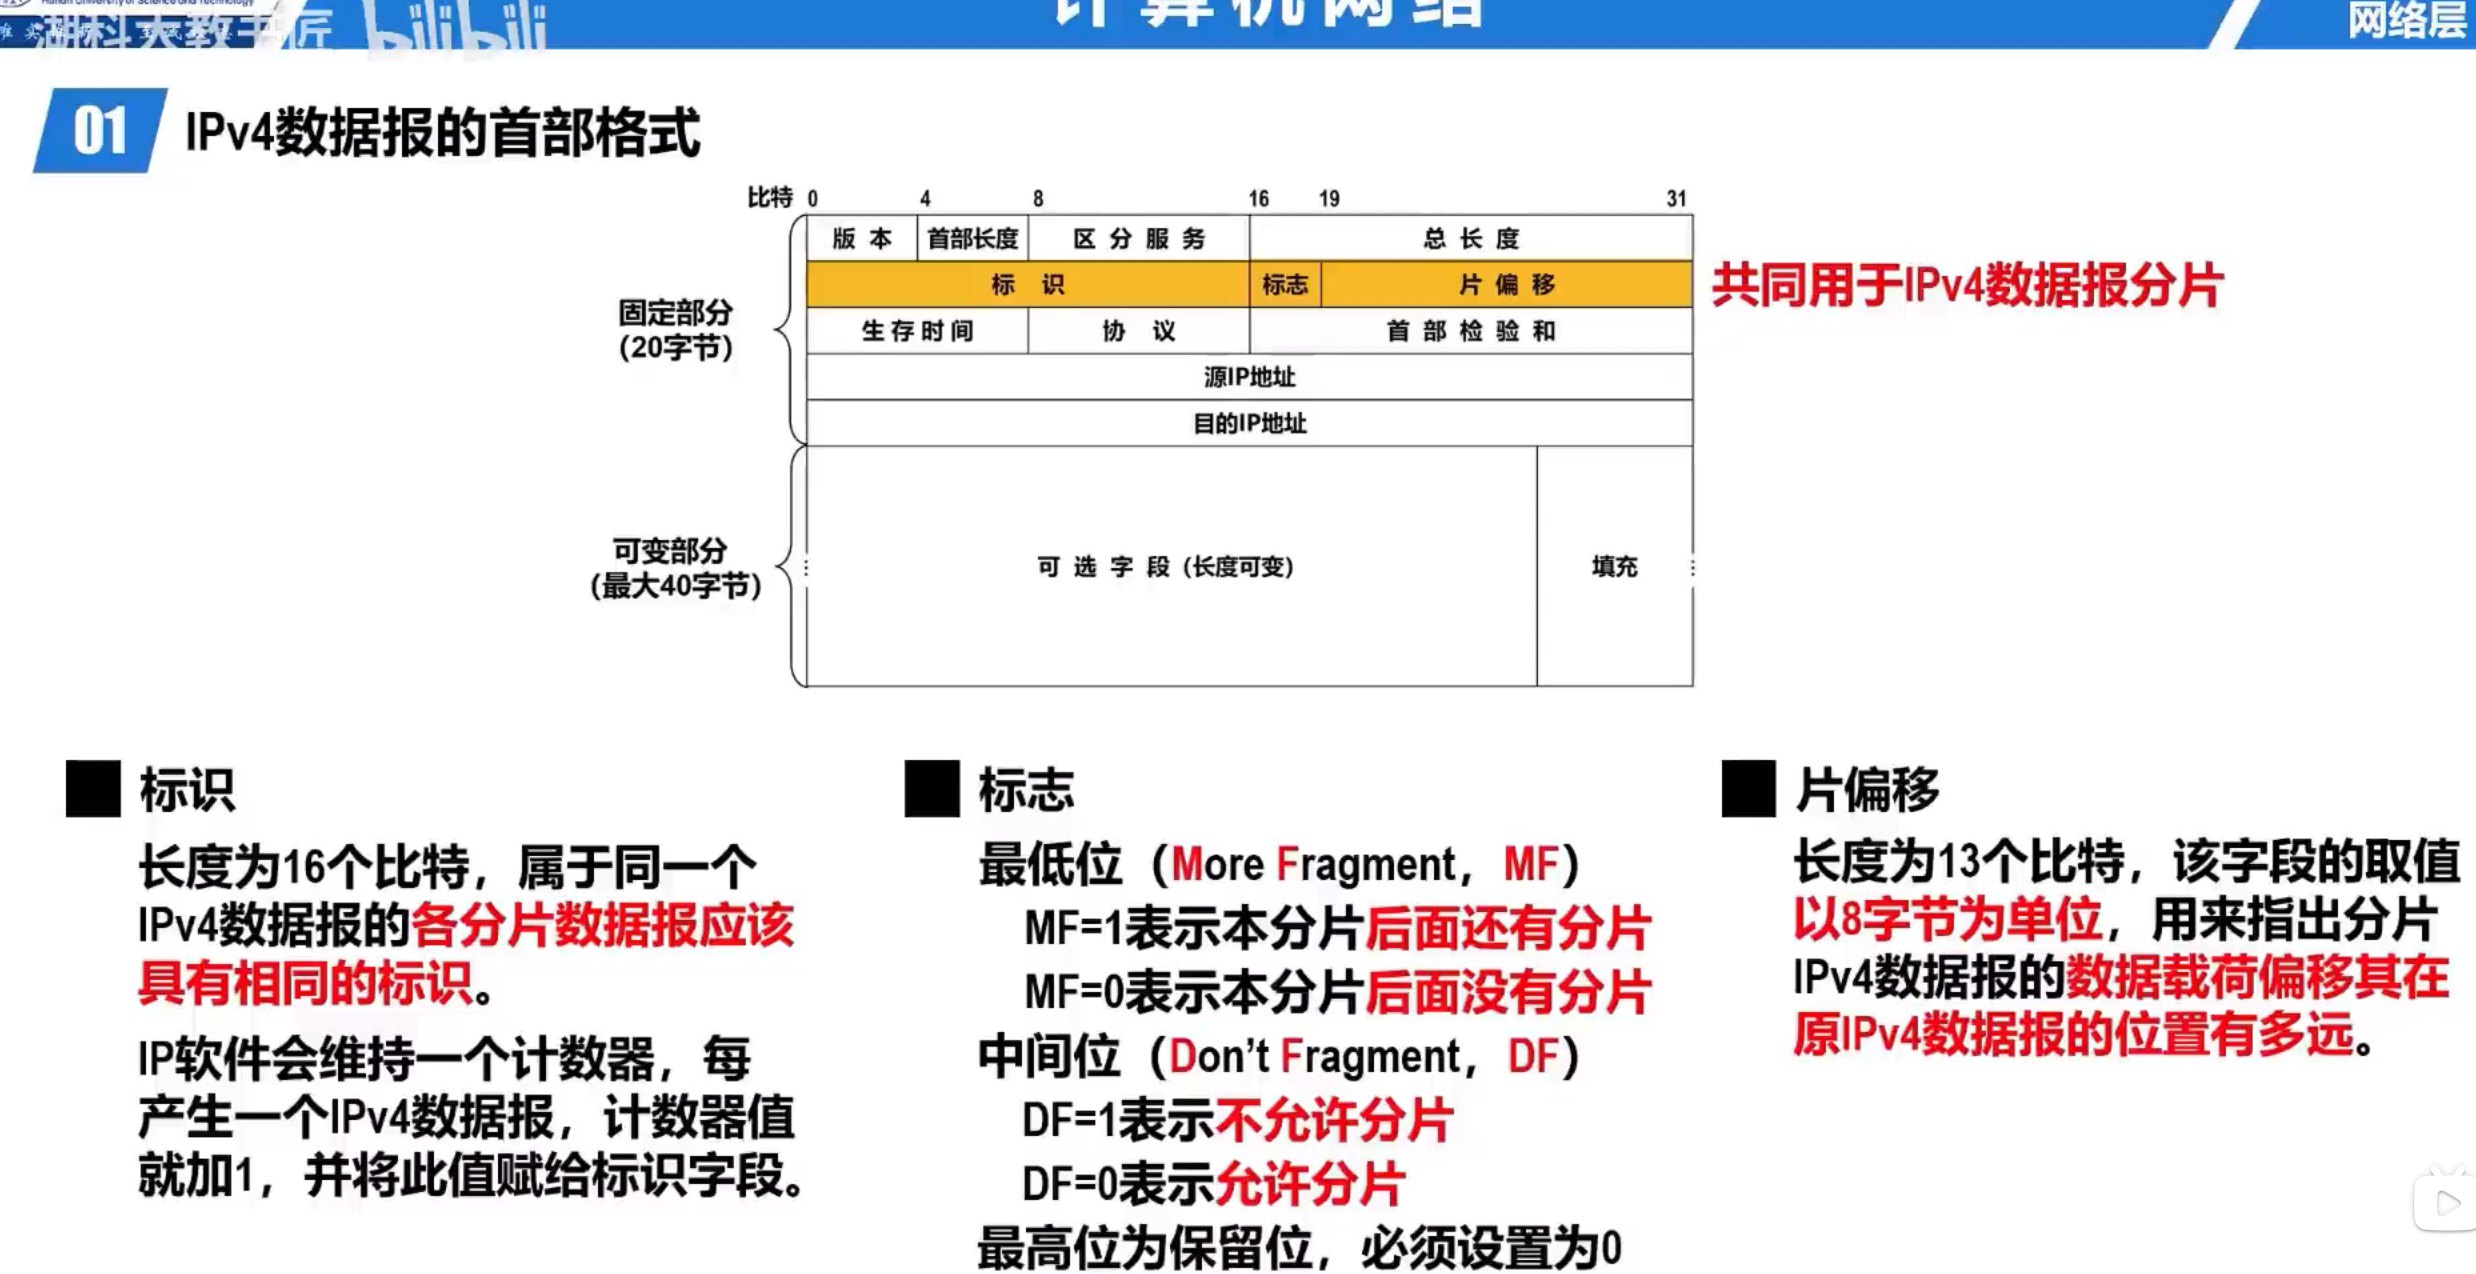 Hunan University of Science and Technology
湖科大教书匠 bilibili
计算机网络
网络层
01 IPv4数据报的首部格式
比特 0 4 8 16 19 31
版本 首部长度 区分服务 总长度
标识 标志 片偏移
共同用于IPv4数据报分片
生存时间 协议 首部检验和
固定部分
(20字节)
源IP地址
目的IP地址
可变部分
(最大40字节)
可选字段 (长度可变) 填充
标识
长度为16个比特，属于同一个
IPv4数据报的各分片数据报应该
具有相同的标识。
IP软件会维持一个计数器，每
产生一个IPv4数据报，计数器值
就加1，并将此值赋给标识字段。
标志
最低位（More Fragment，MF）
MF=1表示本分片后面还有分片
MF=0表示本分片后面没有分片
中间位（Don't Fragment，DF）
DF=1表示不允许分片
DF=0表示允许分片
最高位为保留位，必须设置为0
片偏移
长度为13个比特，该字段的取值
以8字节为单位，用来指出分片
IPv4数据报的数据载荷偏移其在
原IPv4数据报的位置有多远。